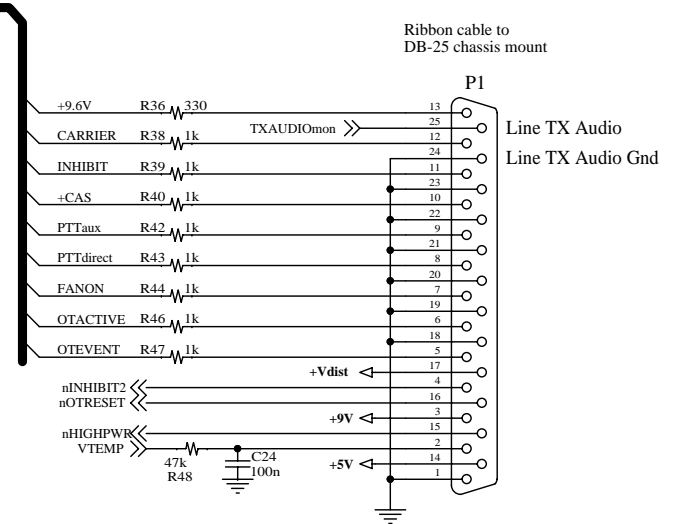 Ribbon cable to
DB-25 chassis mount
P1
+9.6V R36 330 13
TXAUDIOmon 25 Line TX Audio
CARRIER R38 1k 12
24 Line TX Audio Gnd
INHIBIT R39 1k 11
23
+CAS R40 1k 10
22
PTTaux R42 1k 9
21
PTTdirect R43 1k 8
20
FANON R44 1k 7
19
OTACTIVE R46 1k 6
18
OTEVENT R47 1k 5
+Vdist 17
nINHIBIT2 4
nOTRESET 16
+9V 3
nHIGHPWR 15
VTEMP 2
47k C24
R48 100n
+5V 14
1